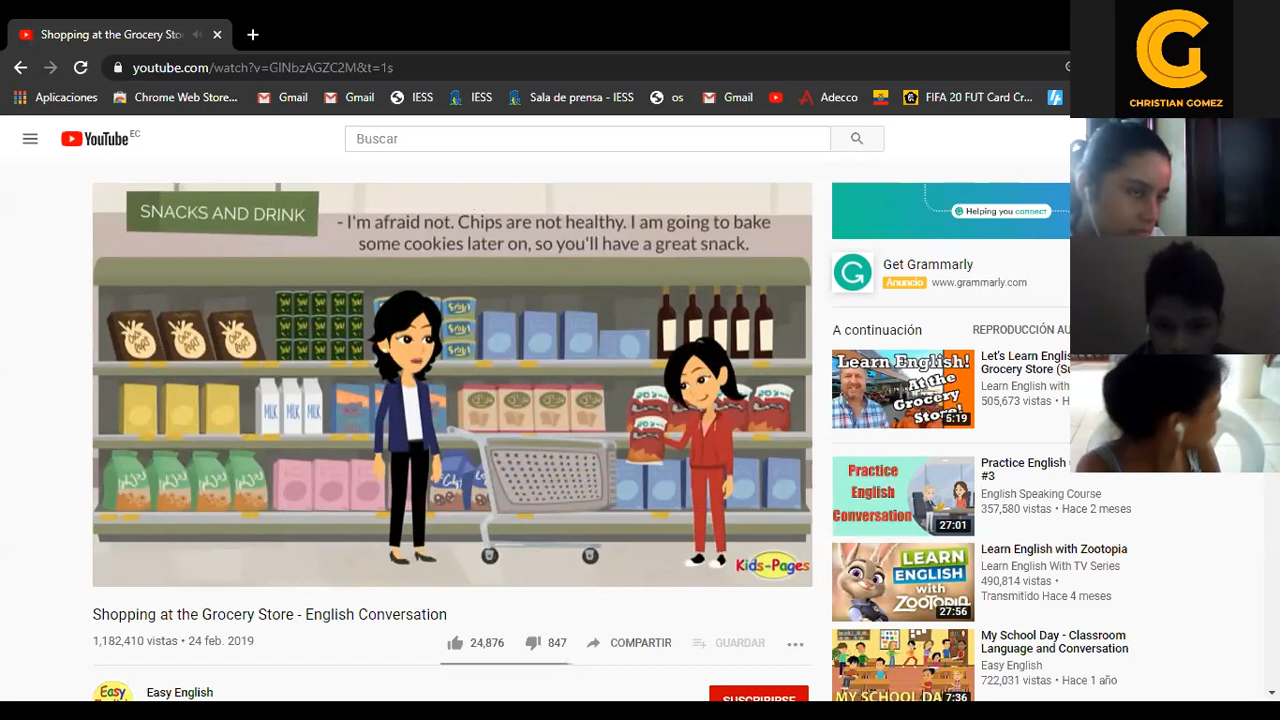 Shopping at the Grocery Sto
youtube.com/watch?v=GlNbzAGZC2M&t=1s
Aplicaciones
Chrome Web Store...
Gmail
Gmail
IESS
IESS
Sala de prensa - IESS
os
Gmail
Adecco
FIFA 20 FUT Card Cr...
CHRISTIAN GOMEZ
YouTube EC
Buscar
SNACKS AND DRINK
- I'm afraid not. Chips are not healthy. I am going to bake
some cookies later on, so you'll have a great snack.
MILK MILK MILK
Kids-Pages
Helping you connect
Get Grammarly
Anuncio www.grammarly.com
A continuación
REPRODUCCIÓN AU
Learn English!
At the
Grocery
Store!
5:19
Let's Learn Englis
Grocery Store (Su
Learn English with
505,673 vistas • H
Practice
English
Conversation
27:01
Practice English
#3
English Speaking Course
357,580 vistas • Hace 2 meses
LEARN
ENGLISH
with
ZOOTOPIA
27:56
Learn English with Zootopia
Learn English With TV Series
490,814 vistas •
Transmitido Hace 4 meses
MY SCHOOL DA
7:36
My School Day - Classroom
Language and Conversation
Easy English
722,031 vistas • Hace 1 año
Shopping at the Grocery Store - English Conversation
1,182,410 vistas • 24 feb. 2019
24,876
847
COMPARTIR
GUARDAR
Easy
Easy English
SUSCRIBIRSE